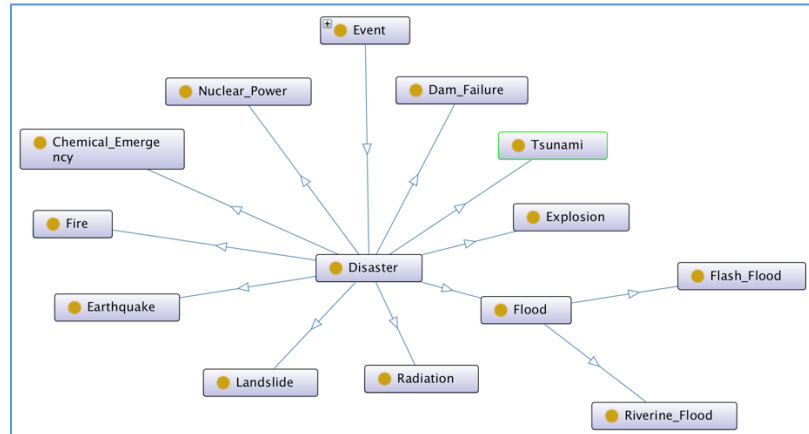 Event
Nuclear_Power
Dam_Failure
Chemical_Emerge
ncy
Tsunami
Fire
Explosion
Disaster
Flash_Flood
Earthquake
Flood
Landslide
Radiation
Riverine_Flood